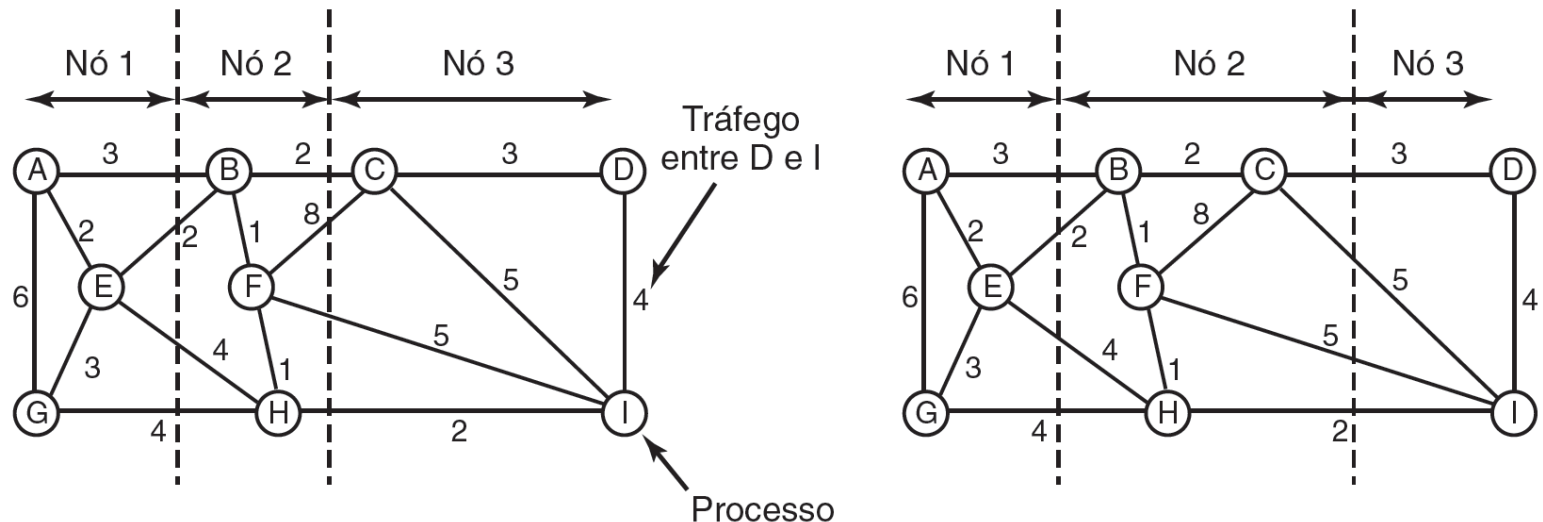 Nó 1 Nó 2 Nó 3
Tráfego
entre D e I
A 3 B 2 C 3 D
2 2 1 8
6 E F 5 4
3 4 1 5
G 4 H 2 I
Processo
Nó 1 Nó 2 Nó 3
A 3 B 2 C 3 D
2 2 1 8
6 E F 5 4
3 4 1 5
G 4 H 2 I